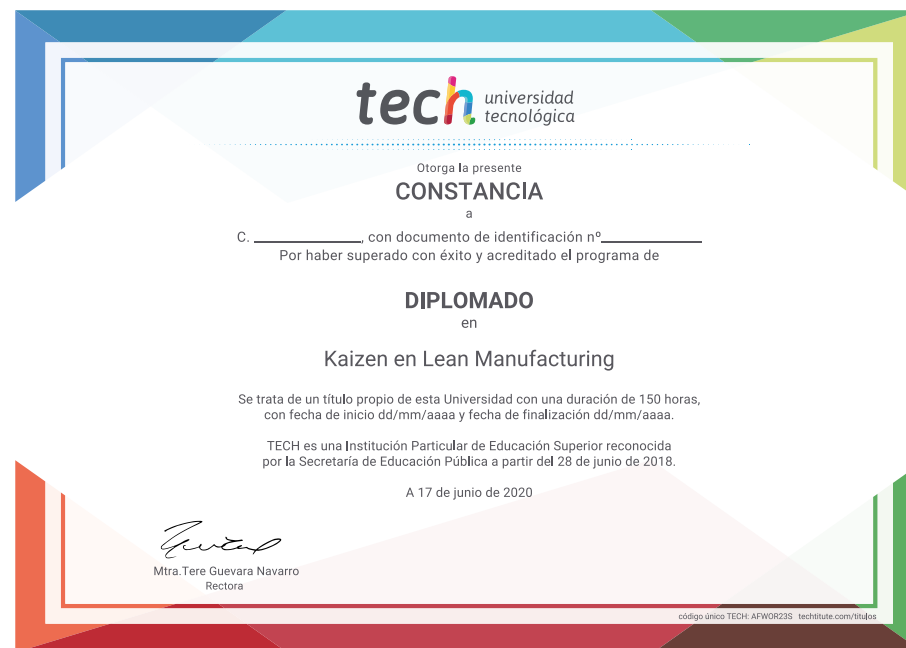 tech universidad
tecnológica
Otorga la presente
CONSTANCIA
a
C. ____________, con documento de identificación nº____________
Por haber superado con éxito y acreditado el programa de
DIPLOMADO
en
Kaizen en Lean Manufacturing
Se trata de un título propio de esta Universidad con una duración de 150 horas,
con fecha de inicio dd/mm/aaaa y fecha de finalización dd/mm/aaaa.
TECH es una Institución Particular de Educación Superior reconocida
por la Secretaría de Educación Pública a partir del 28 de junio de 2018.
A 17 de junio de 2020
Mtra.Tere Guevara Navarro
Rectora
código único TECH: AFWOR23S techtitute.com/titulos